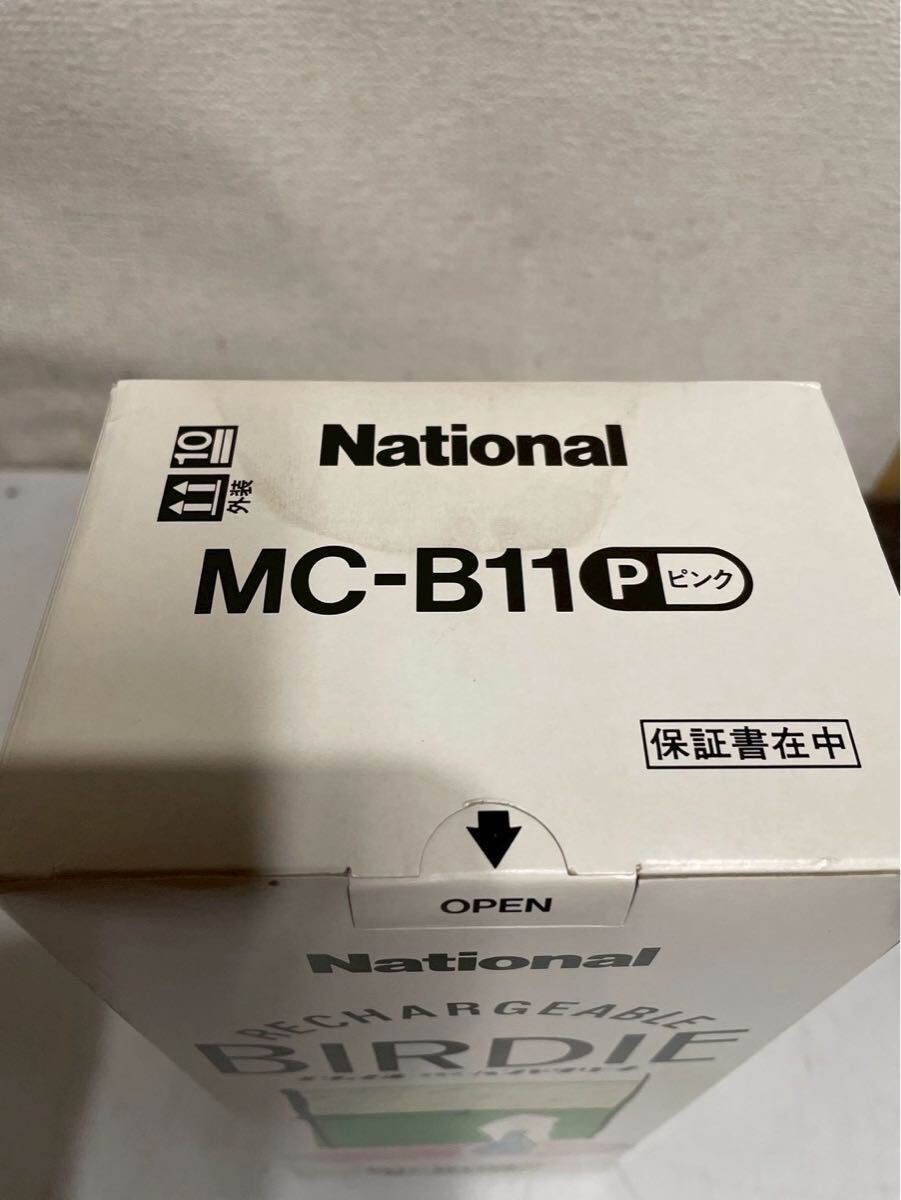 10
外装
National
MC-B11 P ピンク
保証書在中
OPEN
National
RECHARGEABLE
BIRDIE